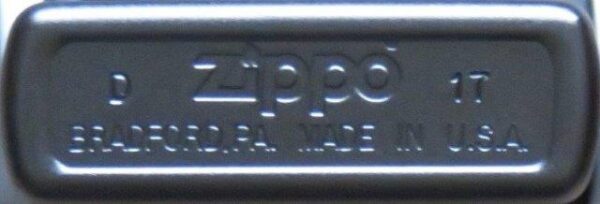 D Zippo 17
BRADFORD, PA. MADE IN U.S.A.